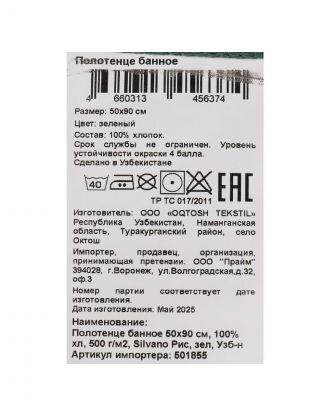 Полотенце банное
4 660313 456374
Размер: 50х90 см
Цвет: зеленый
Состав: 100% хлопок.
Срок службы не ограничен. Уровень
устойчивости окраски 4 балла.
Сделано в Узбекистане
40
EAC
ТР ТС 017/2011
Изготовитель: ООО «OQTOSH TEKSTIL»
Республика Узбекистан, Наманганская
область, Туракурганский район, село
Октош
Импортер, продавец, организация,
принимающая претензии: ООО "Прайм"
394028, г.Воронеж, ул.Волгоградская,д.32,
оф.3
Номер партии соответствует дате
изготовления.
Дата изготовления: Май 2025
Наименование:
Полотенце банное 50х90 см, 100%
хл, 500 г/м2, Silvano Рис, зел, Узб-н
Артикул импортера: 501855